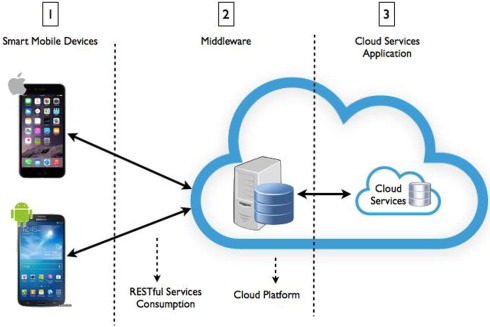 1
2
3
Smart Mobile Devices
Middleware
Cloud Services
Application
Cloud
Services
RESTful Services
Consumption
Cloud Platform